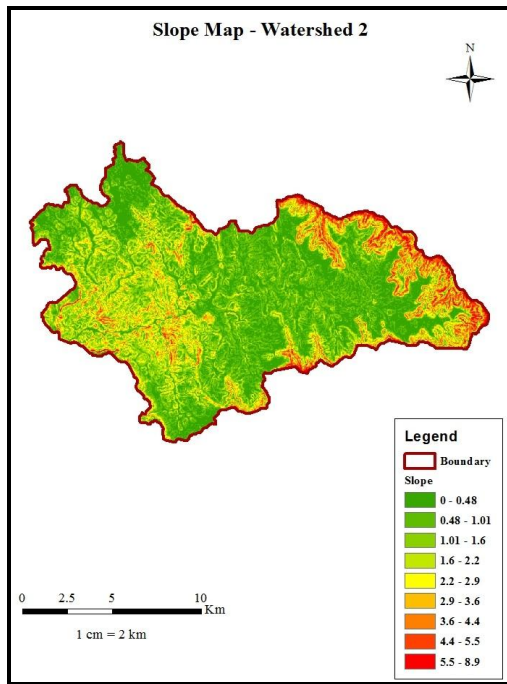 Slope Map - Watershed 2
N
Legend
Boundary
Slope
0 - 0.48
0.48 - 1.01
1.01 - 1.6
1.6 - 2.2
2.2 - 2.9
2.9 - 3.6
3.6 - 4.4
4.4 - 5.5
5.5 - 8.9
0 2.5 5 10
Km
1 cm = 2 km